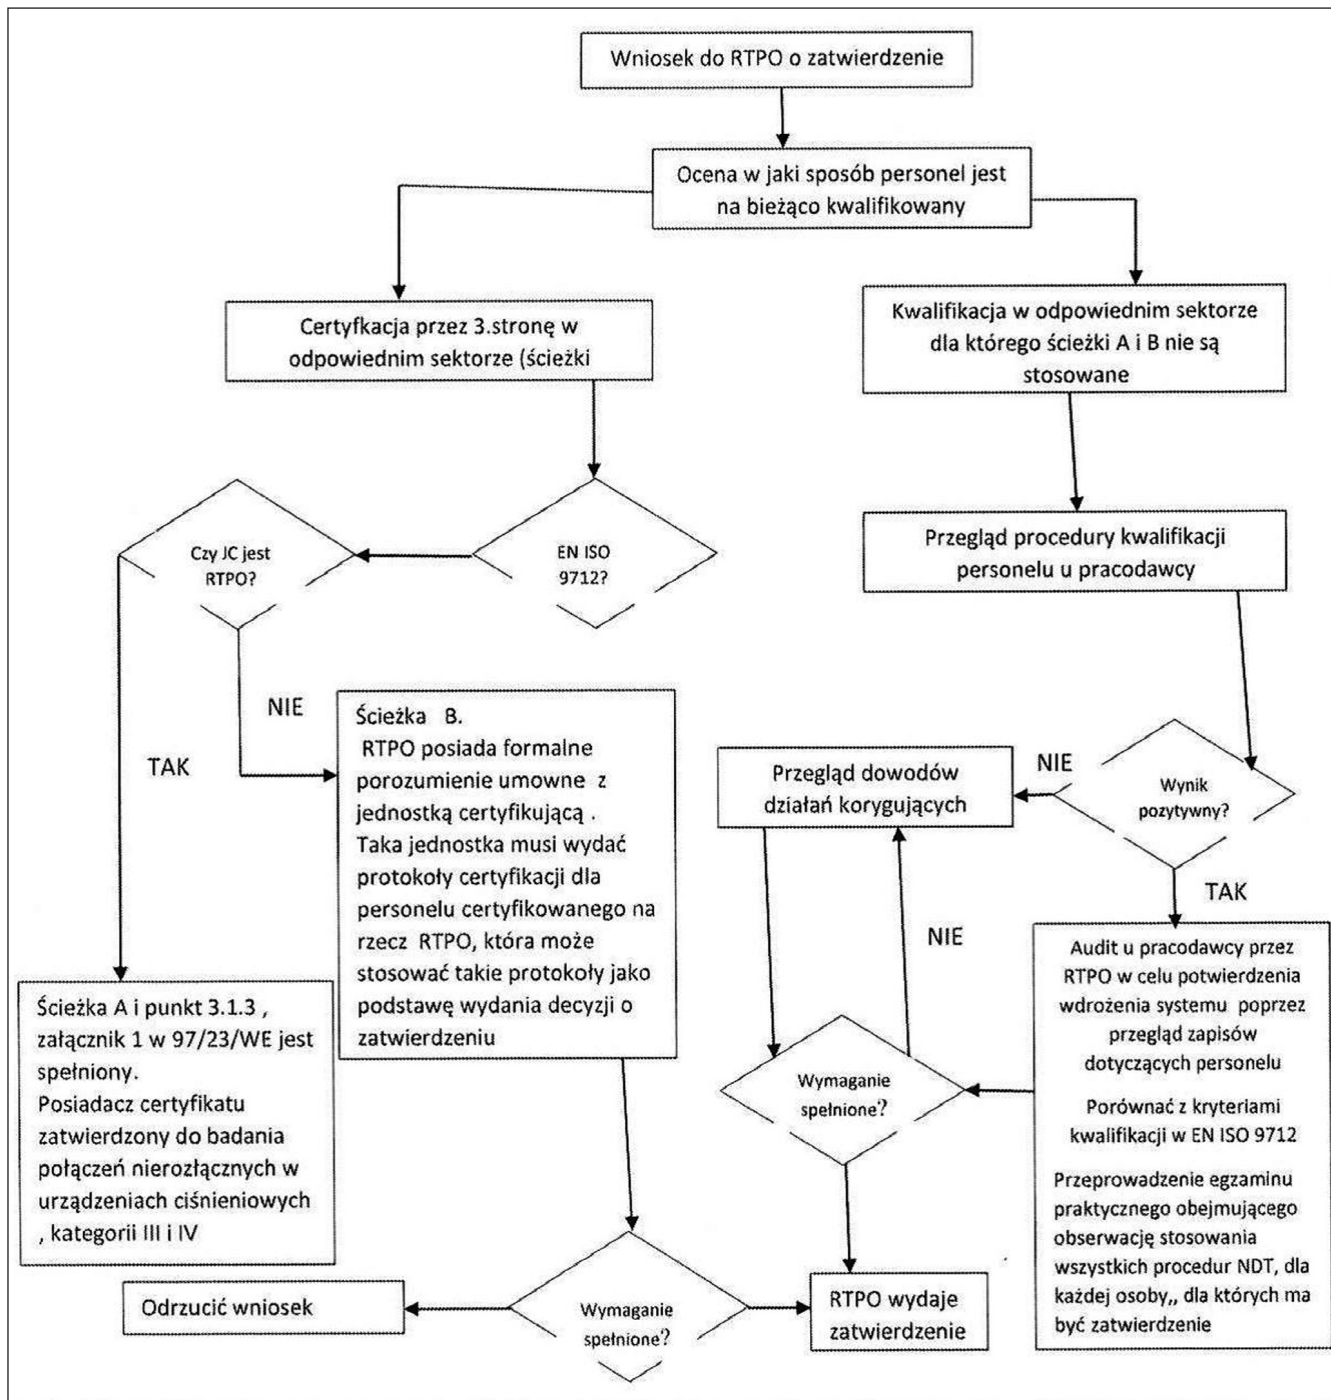 Wniosek do RTPO o zatwierdzenie
Ocena w jaki sposób personel jest
na bieżąco kwalifikowany
Certyfkacja przez 3.stronę w
odpowiednim sektorze (ścieżki
Kwalifikacja w odpowiednim sektorze
dla którego ścieżki A i B nie są
stosowane
Czy JC jest
RTPO?
EN ISO
9712?
Przegląd procedury kwalifikacji
personelu u pracodawcy
NIE
TAK
Ścieżka B.
RTPO posiada formalne
porozumienie umowne z
jednostką certyfikującą .
Taka jednostka musi wydać
protokoły certyfikacji dla
personelu certyfikowanego na
rzecz RTPO, która może
stosować takie protokoły jako
podstawę wydania decyzji o
zatwierdzeniu
Przegląd dowodów
działań korygujących
NIE
Wynik
pozytywny?
TAK
NIE
Ścieżka A i punkt 3.1.3 ,
załącznik 1 w 97/23/WE jest
spełniony.
Posiadacz certyfikatu
zatwierdzony do badania
połączeń nierozłącznych w
urządzeniach ciśnieniowych
, kategorii III i IV
Wymaganie
spełnione?
Audit u pracodawcy przez
RTPO w celu potwierdzenia
wdrożenia systemu poprzez
przegląd zapisów
dotyczących personelu
Porównać z kryteriami
kwalifikacji w EN ISO 9712
Przeprowadzenie egzaminu
praktycznego obejmującego
obserwację stosowania
wszystkich procedur NDT, dla
każdej osoby,, dla których ma
być zatwierdzenie
Odrzucić wniosek
Wymaganie
spełnione?
RTPO wydaje
zatwierdzenie